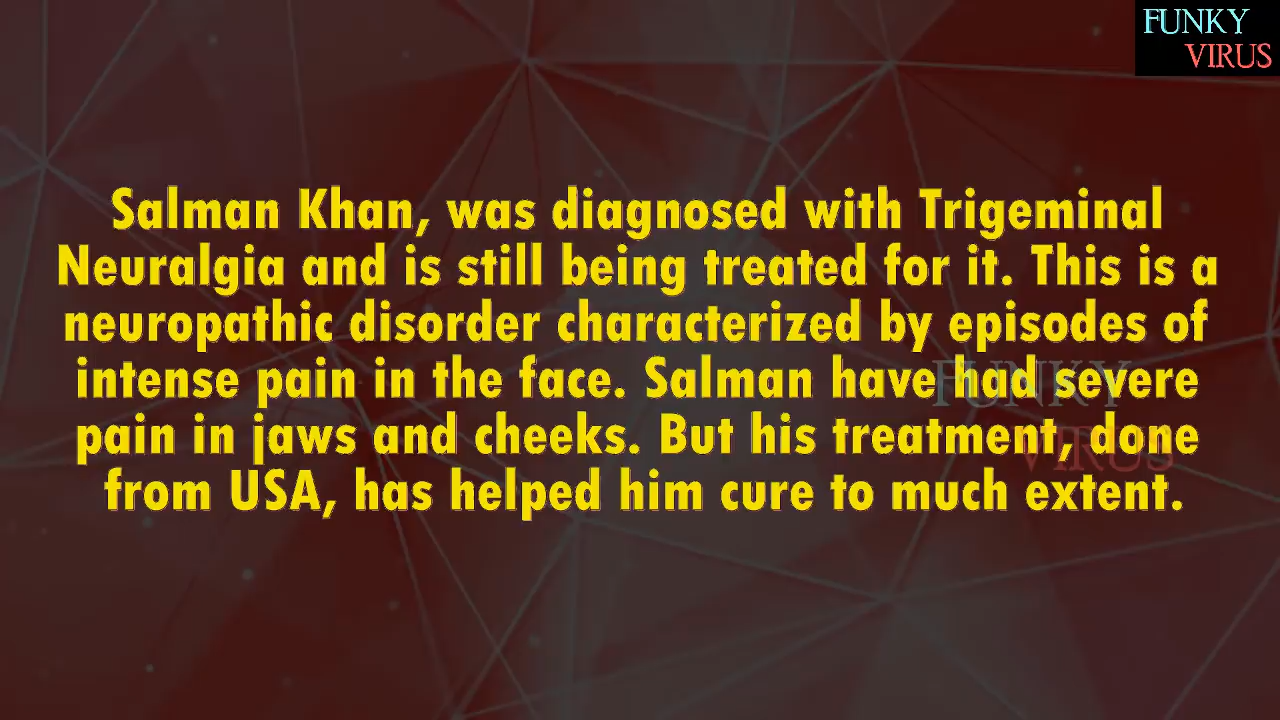 FUNKY
VIRUS
Salman Khan, was diagnosed with Trigeminal
Neuralgia and is still being treated for it. This is a
neuropathic disorder characterized by episodes of
intense pain in the face. Salman have had severe
pain in jaws and cheeks. But his treatment, done
from USA, has helped him cure to much extent.
FUNKY
VIRUS